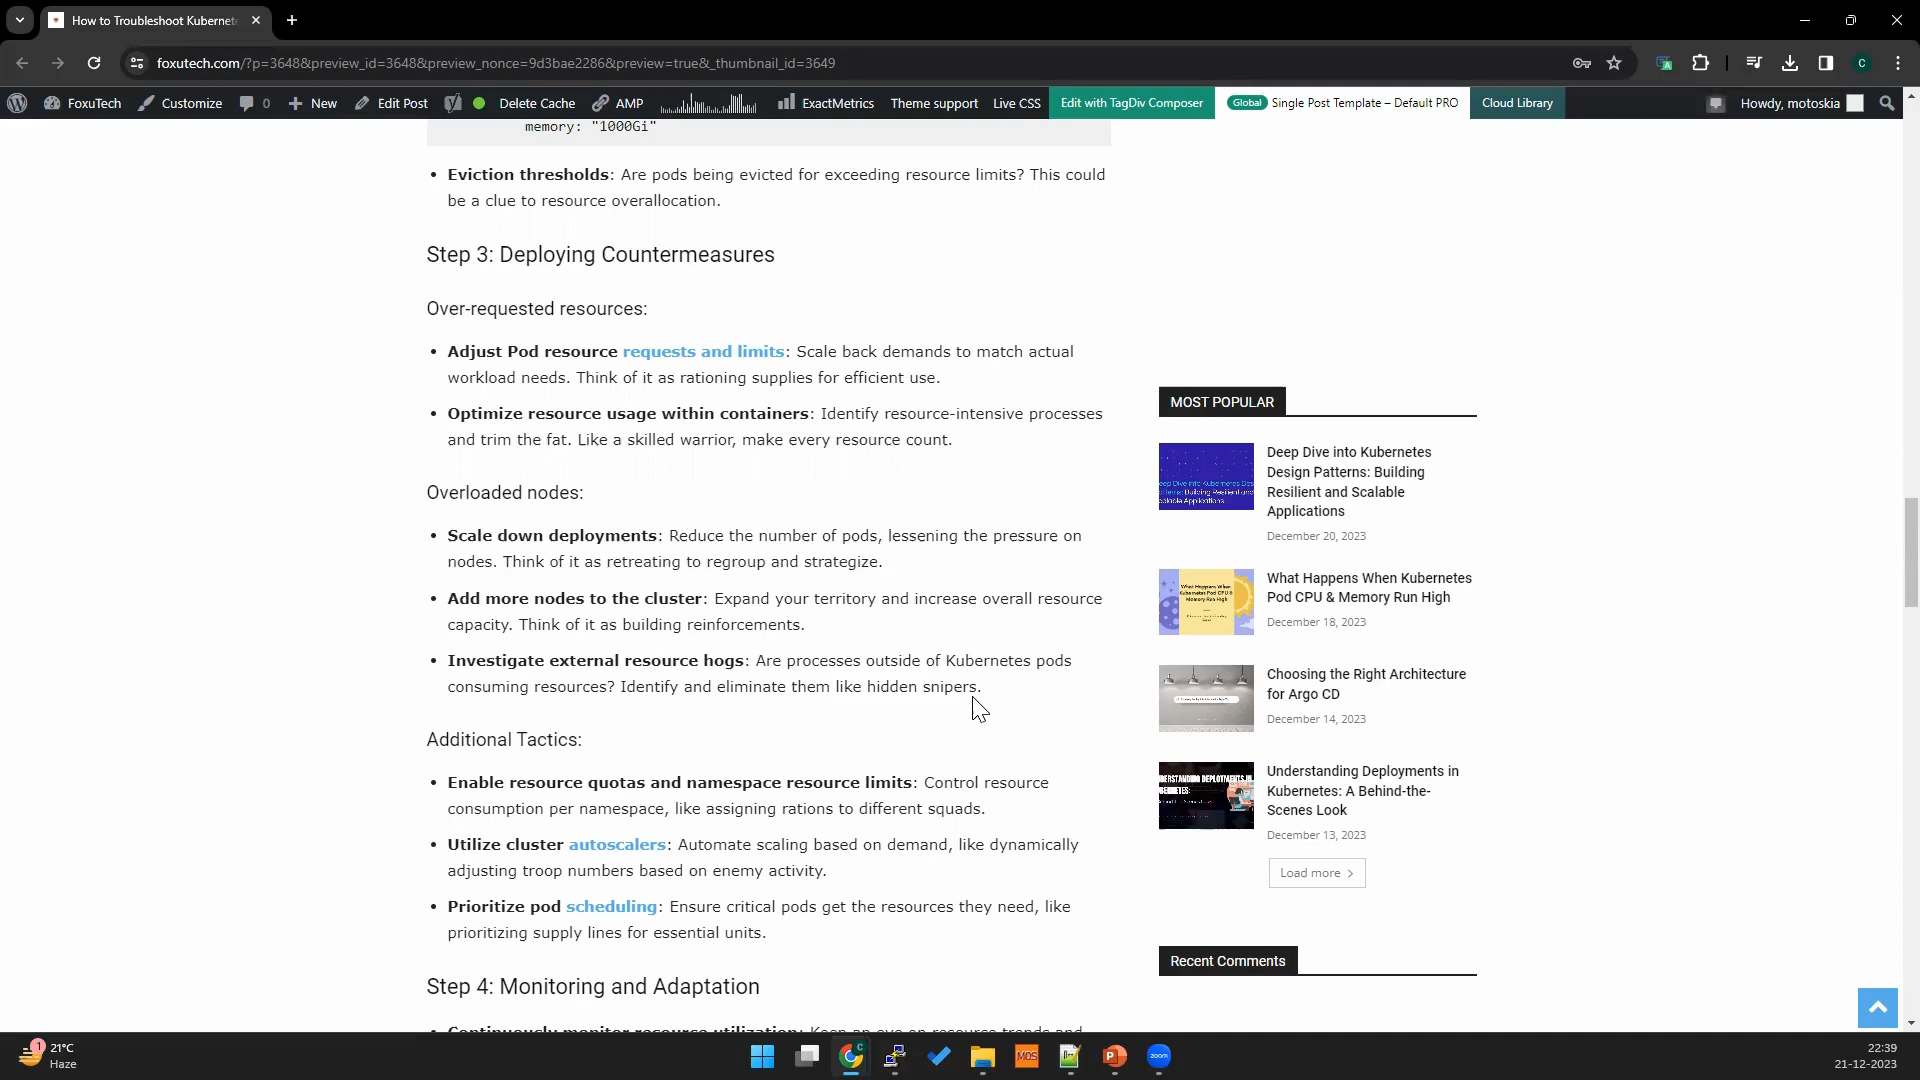 How to Troubleshoot Kubernete
foxutech.com/?p=3648&preview_id=3648&preview_nonce=9d3bae2286&preview=true&_thumbnail_id=3649
C
FoxuTech
Customize
0
New
Edit Post
Delete Cache
AMP
ExactMetrics
Theme support
Live CSS
Edit with TagDiv Composer
Global
Single Post Template – Default PRO
Cloud Library
Howdy, motoskia
memory: "1000Gi"
• Eviction thresholds: Are pods being evicted for exceeding resource limits? This could
be a clue to resource overallocation.
Step 3: Deploying Countermeasures
Over-requested resources:
• Adjust Pod resource requests and limits: Scale back demands to match actual
workload needs. Think of it as rationing supplies for efficient use.
• Optimize resource usage within containers: Identify resource-intensive processes
and trim the fat. Like a skilled warrior, make every resource count.
Overloaded nodes:
• Scale down deployments: Reduce the number of pods, lessening the pressure on
nodes. Think of it as retreating to regroup and strategize.
• Add more nodes to the cluster: Expand your territory and increase overall resource
capacity. Think of it as building reinforcements.
• Investigate external resource hogs: Are processes outside of Kubernetes pods
consuming resources? Identify and eliminate them like hidden snipers.
Additional Tactics:
• Enable resource quotas and namespace resource limits: Control resource
consumption per namespace, like assigning rations to different squads.
• Utilize cluster autoscalers: Automate scaling based on demand, like dynamically
adjusting troop numbers based on enemy activity.
• Prioritize pod scheduling: Ensure critical pods get the resources they need, like
prioritizing supply lines for essential units.
Step 4: Monitoring and Adaptation
• Continuously monitor resource utilization: Keep an eye on resource trends and
MOST POPULAR
Deep Dive into Kubernetes
Design Patterns: Building
Resilient and Scalable
Applications
December 20, 2023
What Happens When Kubernetes
Pod CPU & Memory Run High
December 18, 2023
Choosing the Right Architecture
for Argo CD
December 14, 2023
Understanding Deployments in
Kubernetes: A Behind-the-
Scenes Look
December 13, 2023
Load more
Recent Comments
1
21°C
Haze
C
MOS
P
zoom
22:39
21-12-2023